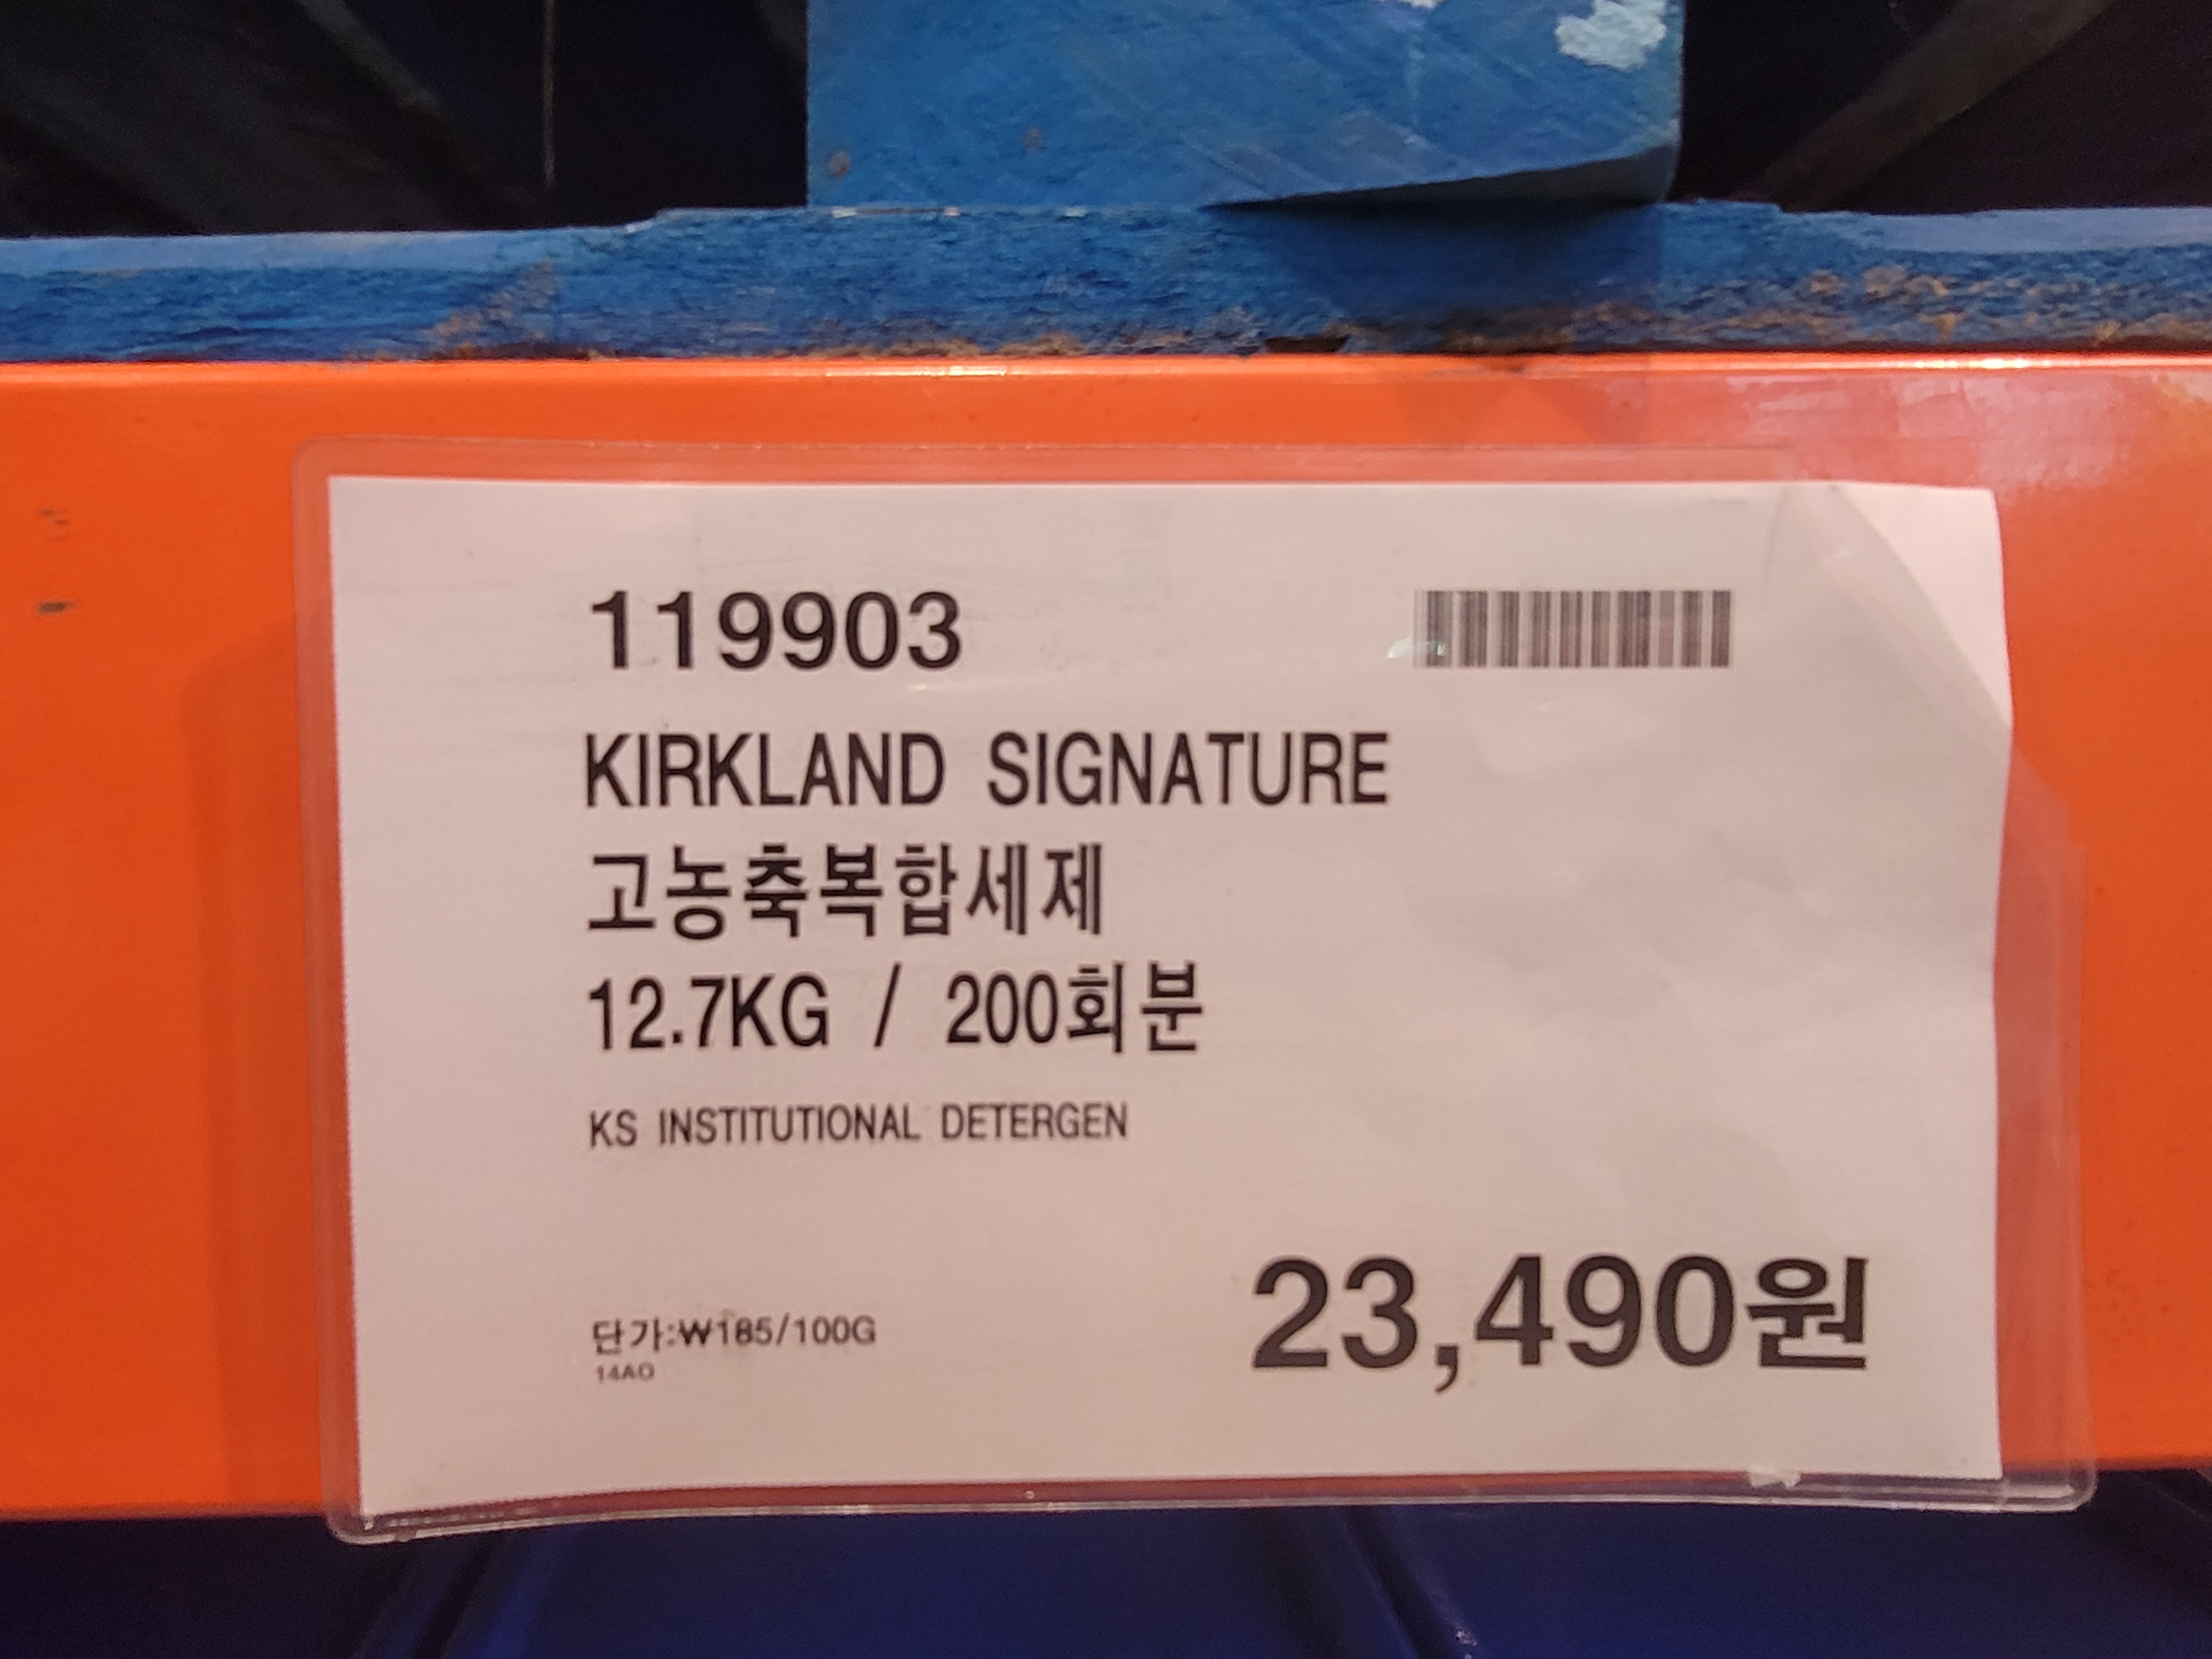 119903
KIRKLAND SIGNATURE
고농축복합세제
12.7KG / 200회분
KS INSTITUTIONAL DETERGEN
단가:₩185/100G
14AO
23,490원